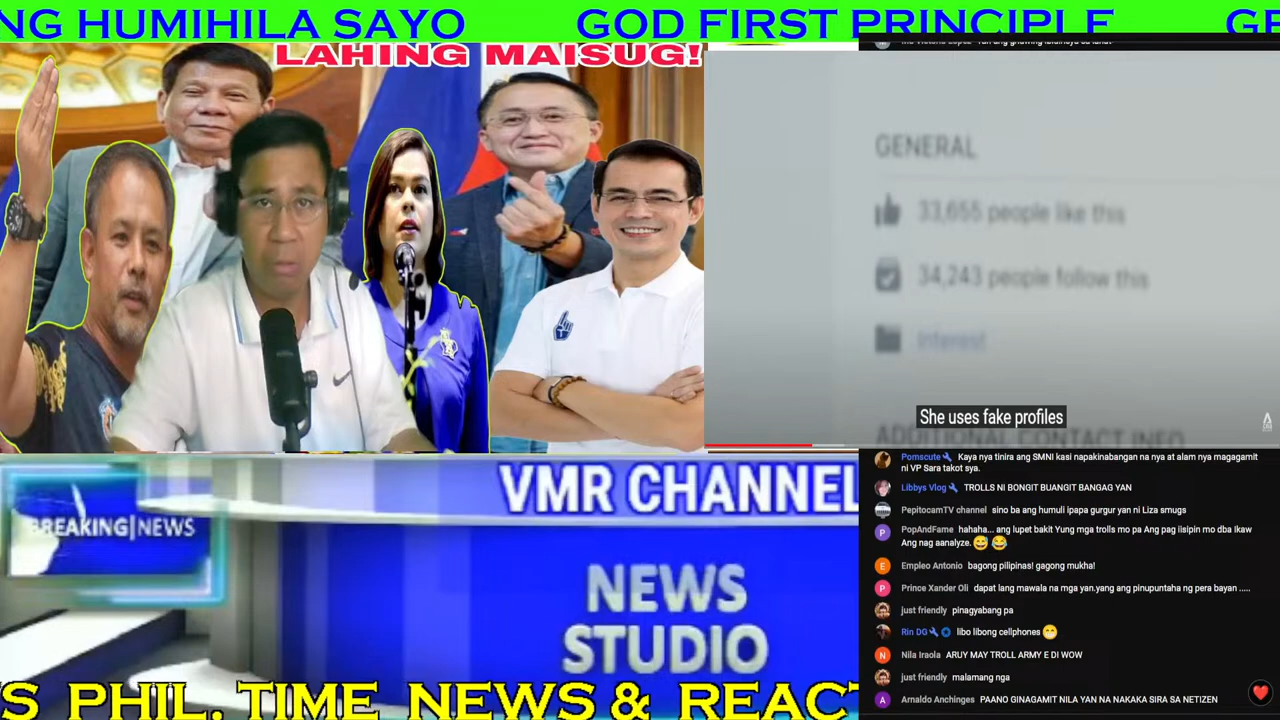 NG HUMIHILA SAYO GOD FIRST PRINCIPLE GE
LAHING MAISUG!
GENERAL
33,655 people like this
34,243 people follow this
Interest
ADDITIONAL CONTACT INFO
She uses fake profiles
VMR CHANNEL
BREAKING|NEWS
NEWS
STUDIO
S PHIL. TIME NEWS & REACT
Pomscute Kaya nya tinira ang SMNI kasi napakinabangan na nya at alam nya magagamit
ni VP Sara takot sya.
Libbys Vlog TROLLS NI BONGIT BUANGIT BANGAG YAN
PepitocamTV channel sino ba ang humuli ipapa gurgur yan ni Liza smugs
PopAndFame hahaha... ang lupet bakit Yung mga trolls mo pa Ang pag iisipin mo dba Ikaw
Ang nag aanalyze. 😅 😂
Empleo Antonio bagong pilipinas! gagong mukha!
Prince Xander Oli dapat lang mawala na mga yan.yang ang pinupuntaha ng pera bayan .....
just friendly pinagyabang pa
Rin DG libo libong cellphones 😁
Nila Iraola ARUY MAY TROLL ARMY E DI WOW
just friendly malamang nga
Arnaldo Anchinges PAANO GINAGAMIT NILA YAN NA NAKAKA SIRA SA NETIZEN